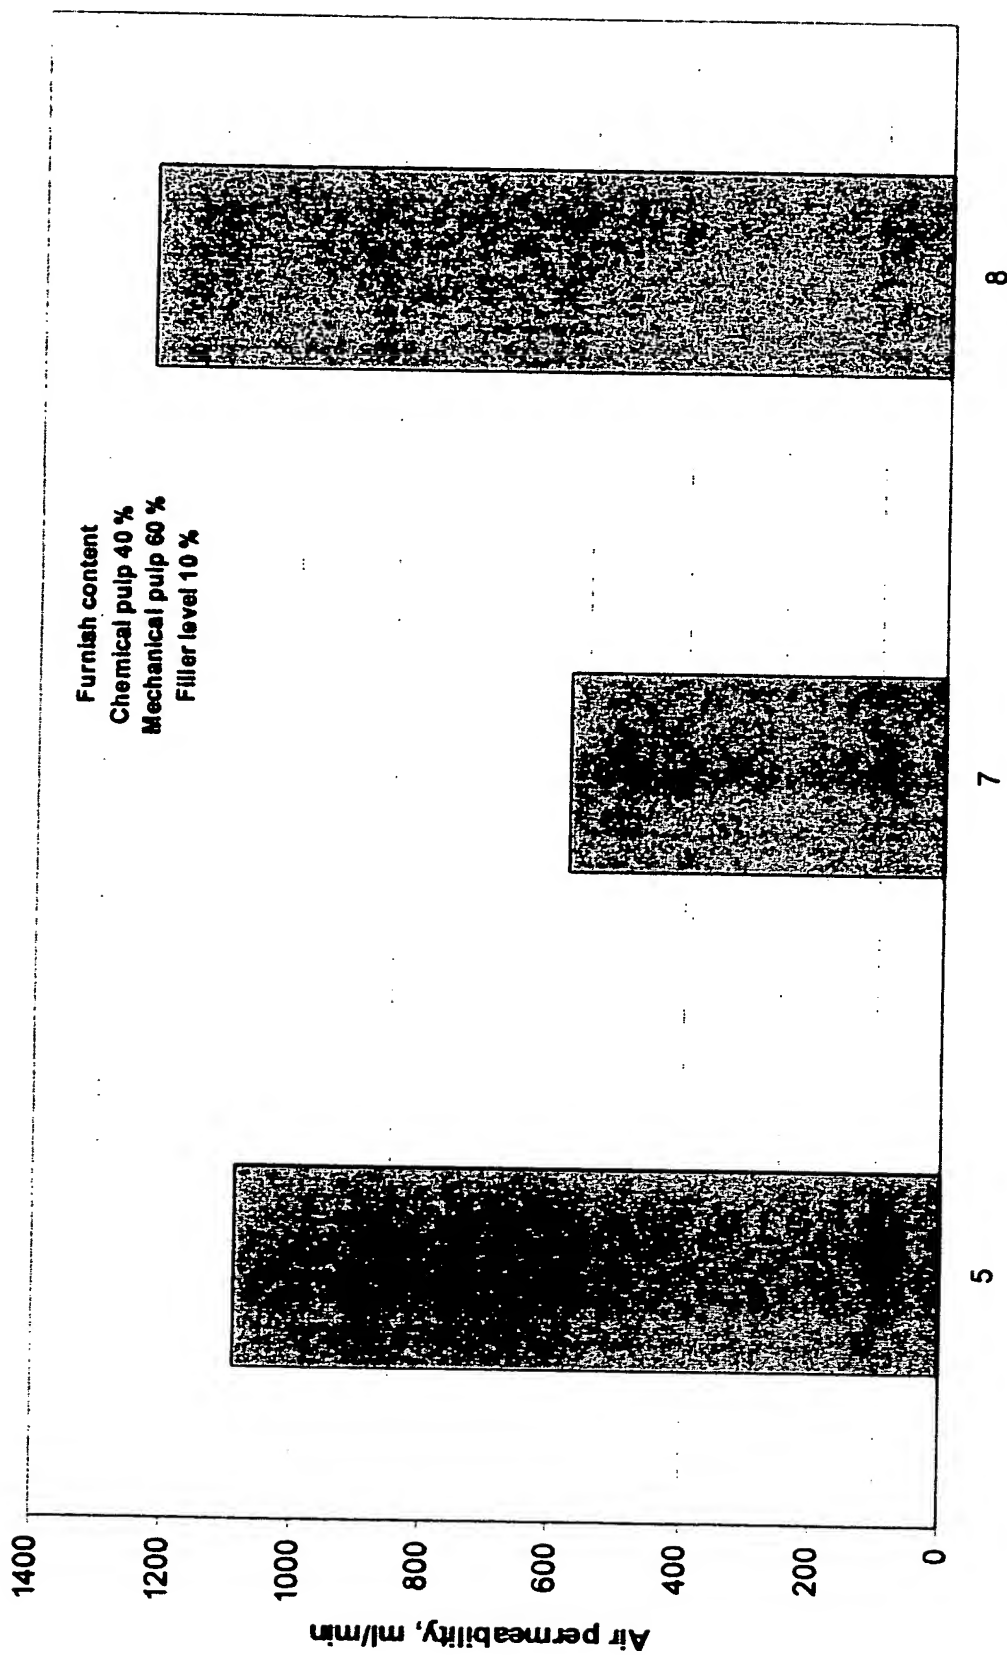 Furnish content
Chemical pulp 40 %
Mechanical pulp 60 %
Filler level 10 %
Air permeability, ml/min
1400
1200
1000
800
600
400
200
0
5
7
8